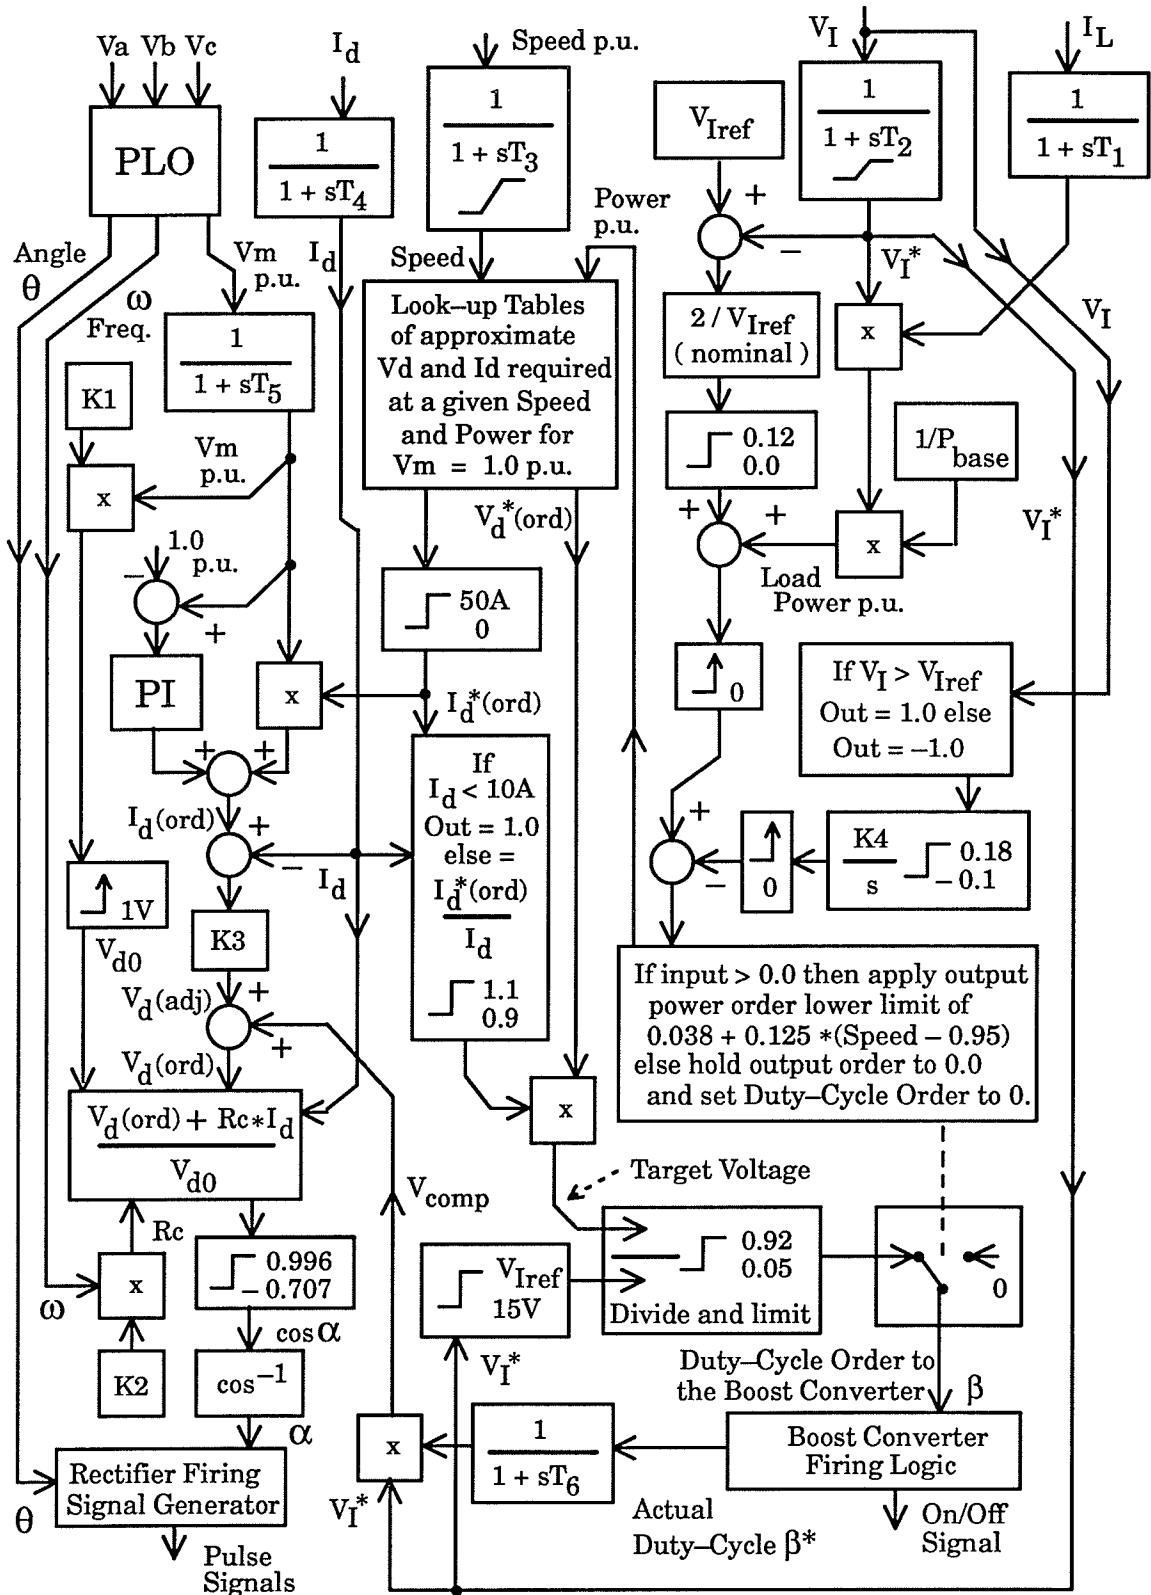 Va Vb Vc
PLO
Angle
θ
ω
Freq.
Vm
p.u.
1
1 + sT5
K1
x
Vm
p.u.
1.0
p.u.
−
+
PI
x
+ +
Id(ord)
+
−
Id
K3
1V
Vd0
Vd(adj)
+
+
Vd(ord)
Vd(ord) + Rc*Id
Vd0
Rc
x
ω
K2
0.996
−0.707
cosα
cos−1
α
Rectifier Firing
Signal Generator
θ
Pulse
Signals
Id
1
1 + sT4
Id
Speed p.u.
1
1 + sT3
Speed
Power
p.u.
Look–up Tables
of approximate
Vd and Id required
at a given Speed
and Power for
Vm = 1.0 p.u.
Vd*(ord)
50A
0
Id*(ord)
If
Id < 10A
Out = 1.0
else =
Id*(ord)
Id
1.1
0.9
x
Target Voltage
Vcomp
VIref
15V
VI*
0.92
0.05
Divide and limit
0
Duty–Cycle Order to
the Boost Converter
β
Boost Converter
Firing Logic
On/Off
Signal
1
1 + sT6
Actual
Duty–Cycle β*
x
VI*
VI
1
1 + sT2
IL
1
1 + sT1
VIref
+
−
VI*
VI
2 / VIref
( nominal )
x
0.12
0.0
1/Pbase
+ +
x
Load
Power p.u.
VI*
0
If VI > VIref
Out = 1.0 else
Out = −1.0
K4
s
0.18
−0.1
0
+
−
If input > 0.0 then apply output
power order lower limit of
0.038 + 0.125 *(Speed − 0.95)
else hold output order to 0.0
and set Duty–Cycle Order to 0.